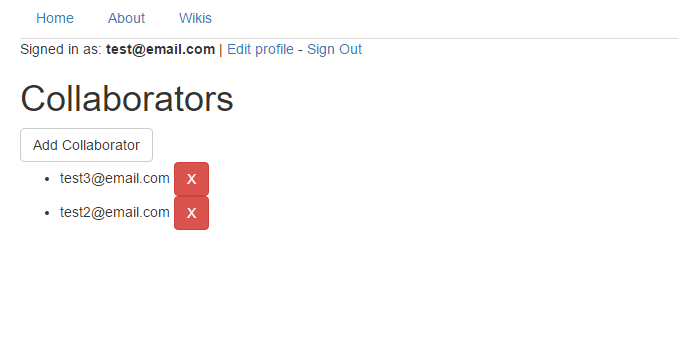 Home About Wikis
Signed in as: test@email.com | Edit profile - Sign Out
Collaborators
Add Collaborator
test3@email.com X
test2@email.com X